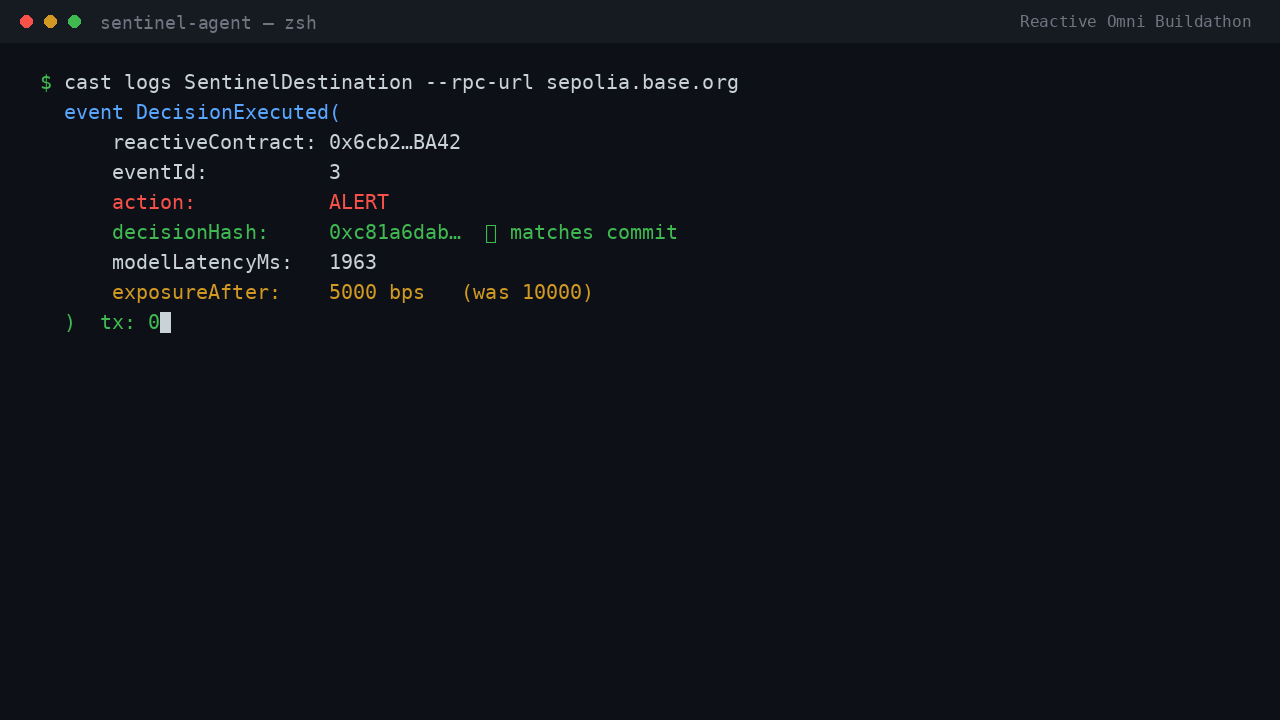 sentinel-agent — zsh
Reactive Omni Buildathon
$ cast logs SentinelDestination --rpc-url sepolia.base.org
event DecisionExecuted(
reactiveContract: 0x6cb2…BA42
eventId: 3
action: ALERT
decisionHash: 0xc81a6dab… ▯ matches commit
modelLatencyMs: 1963
exposureAfter: 5000 bps (was 10000)
) tx: 0